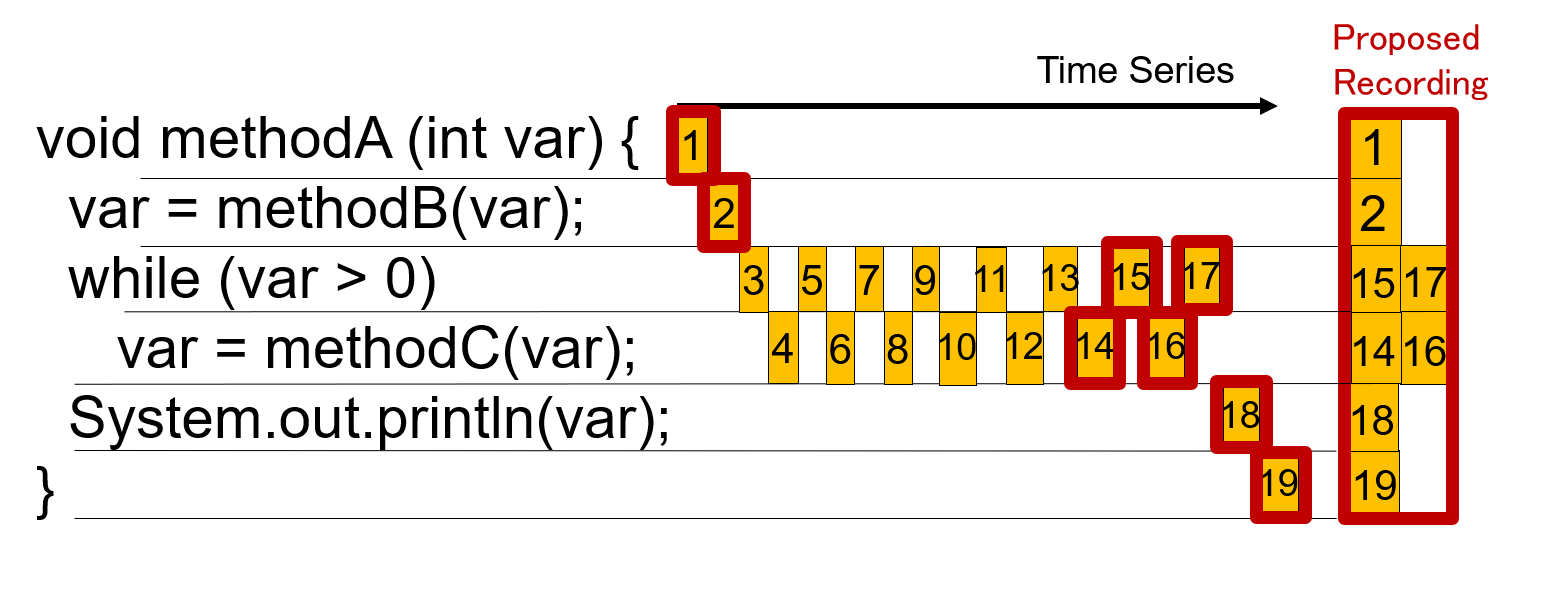 Proposed
Recording
Time Series
void methodA (int var) { 1 1
var = methodB(var); 2 2
while (var > 0) 3 5 7 9 11 13 15 17 15 17
var = methodC(var); 4 6 8 10 12 14 16 14 16
System.out.println(var); 18 18
} 19 19